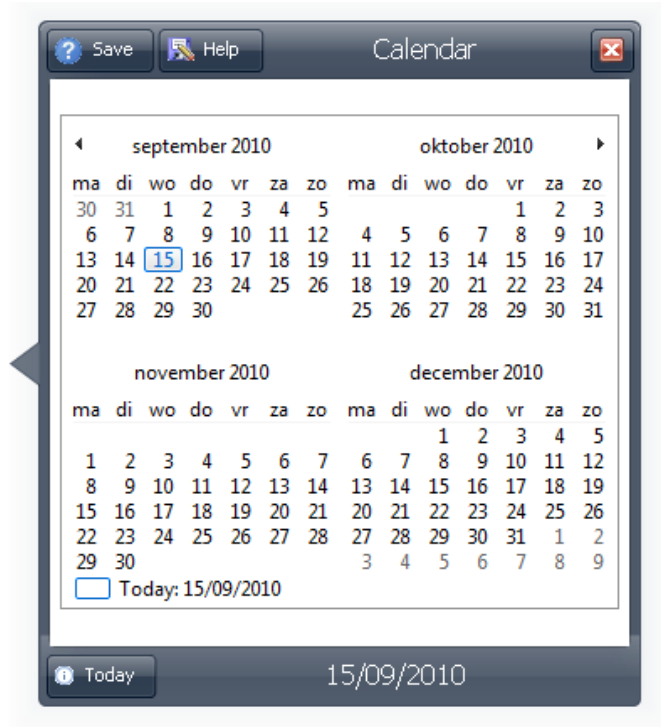 Save Help Calendar
september 2010 oktober 2010
ma di wo do vr za zo ma di wo do vr za zo
30 31 1 2 3 4 5 1 2 3
6 7 8 9 10 11 12 4 5 6 7 8 9 10
13 14 15 16 17 18 19 11 12 13 14 15 16 17
20 21 22 23 24 25 26 18 19 20 21 22 23 24
27 28 29 30 25 26 27 28 29 30 31
november 2010 december 2010
ma di wo do vr za zo ma di wo do vr za zo
1 2 3 4 5
1 2 3 4 5 6 7 6 7 8 9 10 11 12
8 9 10 11 12 13 14 13 14 15 16 17 18 19
15 16 17 18 19 20 21 20 21 22 23 24 25 26
22 23 24 25 26 27 28 27 28 29 30 31 1 2
29 30 3 4 5 6 7 8 9
Today: 15/09/2010
Today 15/09/2010